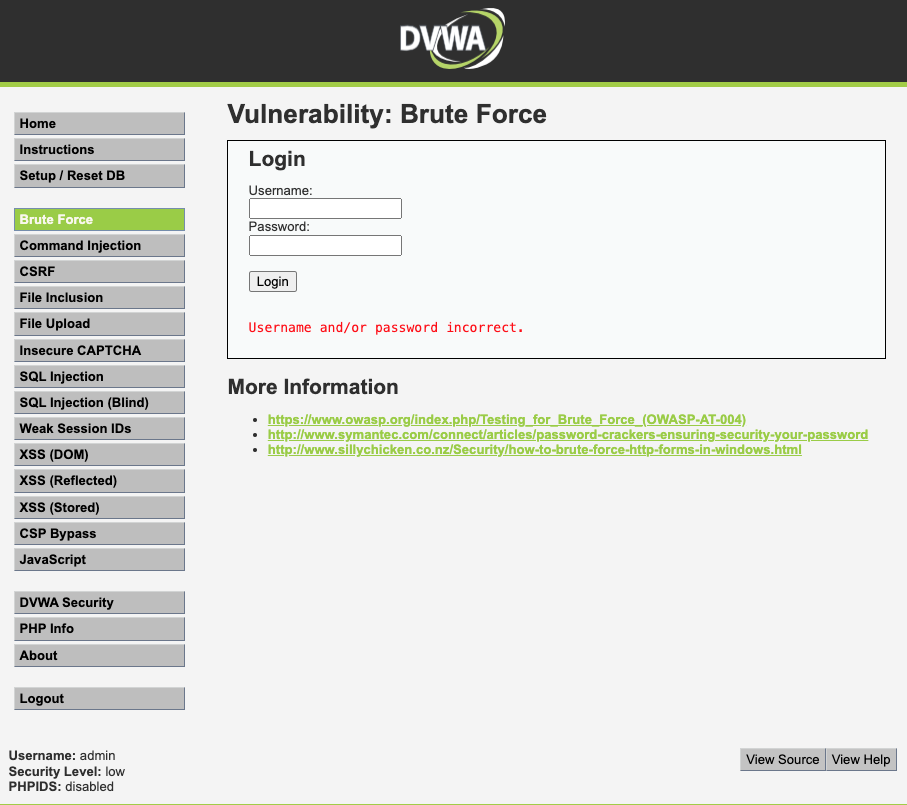 DVWA
Vulnerability: Brute Force
Home
Instructions
Setup / Reset DB
Brute Force
Command Injection
CSRF
File Inclusion
File Upload
Insecure CAPTCHA
SQL Injection
SQL Injection (Blind)
Weak Session IDs
XSS (DOM)
XSS (Reflected)
XSS (Stored)
CSP Bypass
JavaScript
DVWA Security
PHP Info
About
Logout
Login
Username:
Password:
Login
Username and/or password incorrect.
More Information
https://www.owasp.org/index.php/Testing_for_Brute_Force_(OWASP-AT-004)
http://www.symantec.com/connect/articles/password-crackers-ensuring-security-your-password
http://www.sillychicken.co.nz/Security/how-to-brute-force-http-forms-in-windows.html
Username: admin
Security Level: low
PHPIDS: disabled
View Source
View Help